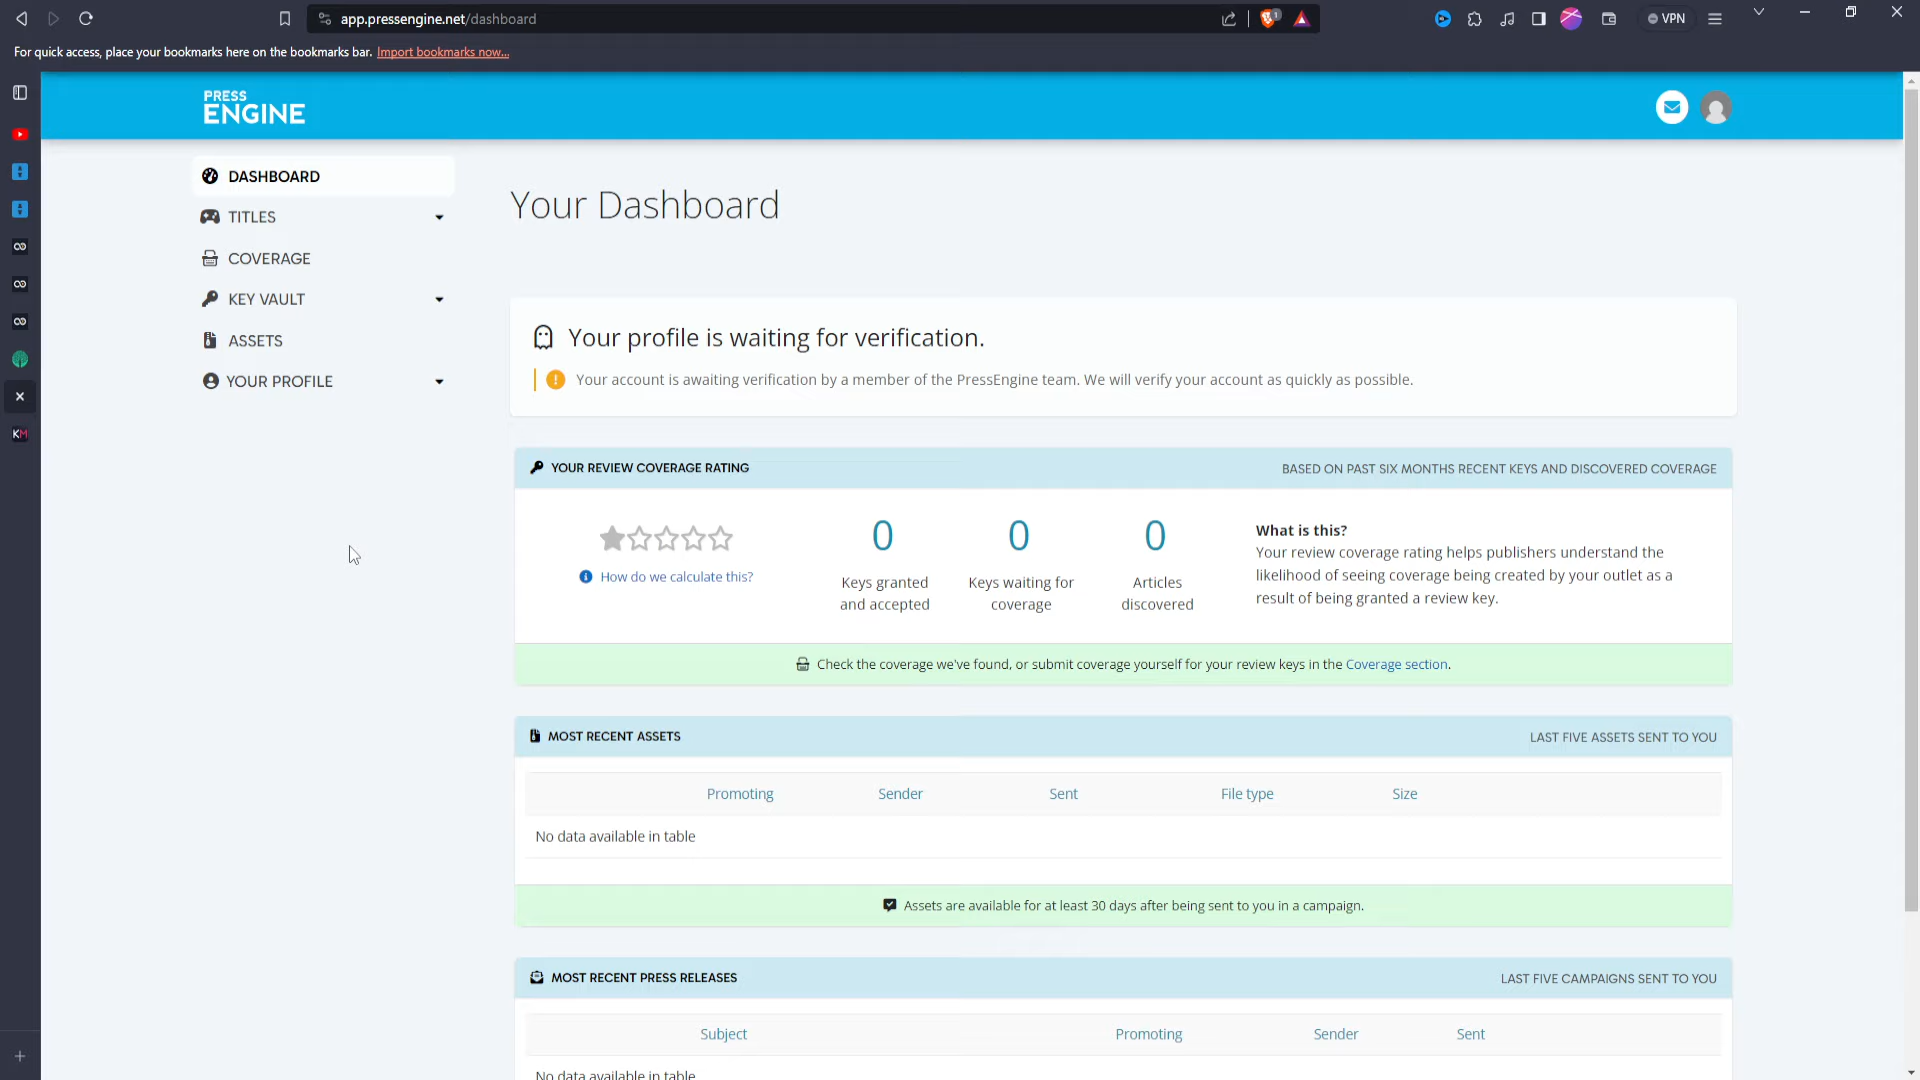 app.pressengine.net/dashboard
1
VPN
For quick access, place your bookmarks here on the bookmarks bar. Import bookmarks now...
PRESS
ENGINE
DASHBOARD
TITLES
COVERAGE
KEY VAULT
ASSETS
YOUR PROFILE
KM
Your Dashboard
Your profile is waiting for verification.
Your account is awaiting verification by a member of the PressEngine team. We will verify your account as quickly as possible.
YOUR REVIEW COVERAGE RATING
BASED ON PAST SIX MONTHS RECENT KEYS AND DISCOVERED COVERAGE
How do we calculate this?
0
Keys granted
and accepted
0
Keys waiting for
coverage
0
Articles
discovered
What is this?
Your review coverage rating helps publishers understand the
likelihood of seeing coverage being created by your outlet as a
result of being granted a review key.
Check the coverage we've found, or submit coverage yourself for your review keys in the Coverage section.
MOST RECENT ASSETS
LAST FIVE ASSETS SENT TO YOU
Promoting Sender Sent File type Size
No data available in table
Assets are available for at least 30 days after being sent to you in a campaign.
MOST RECENT PRESS RELEASES
LAST FIVE CAMPAIGNS SENT TO YOU
Subject Promoting Sender Sent
No data available in table